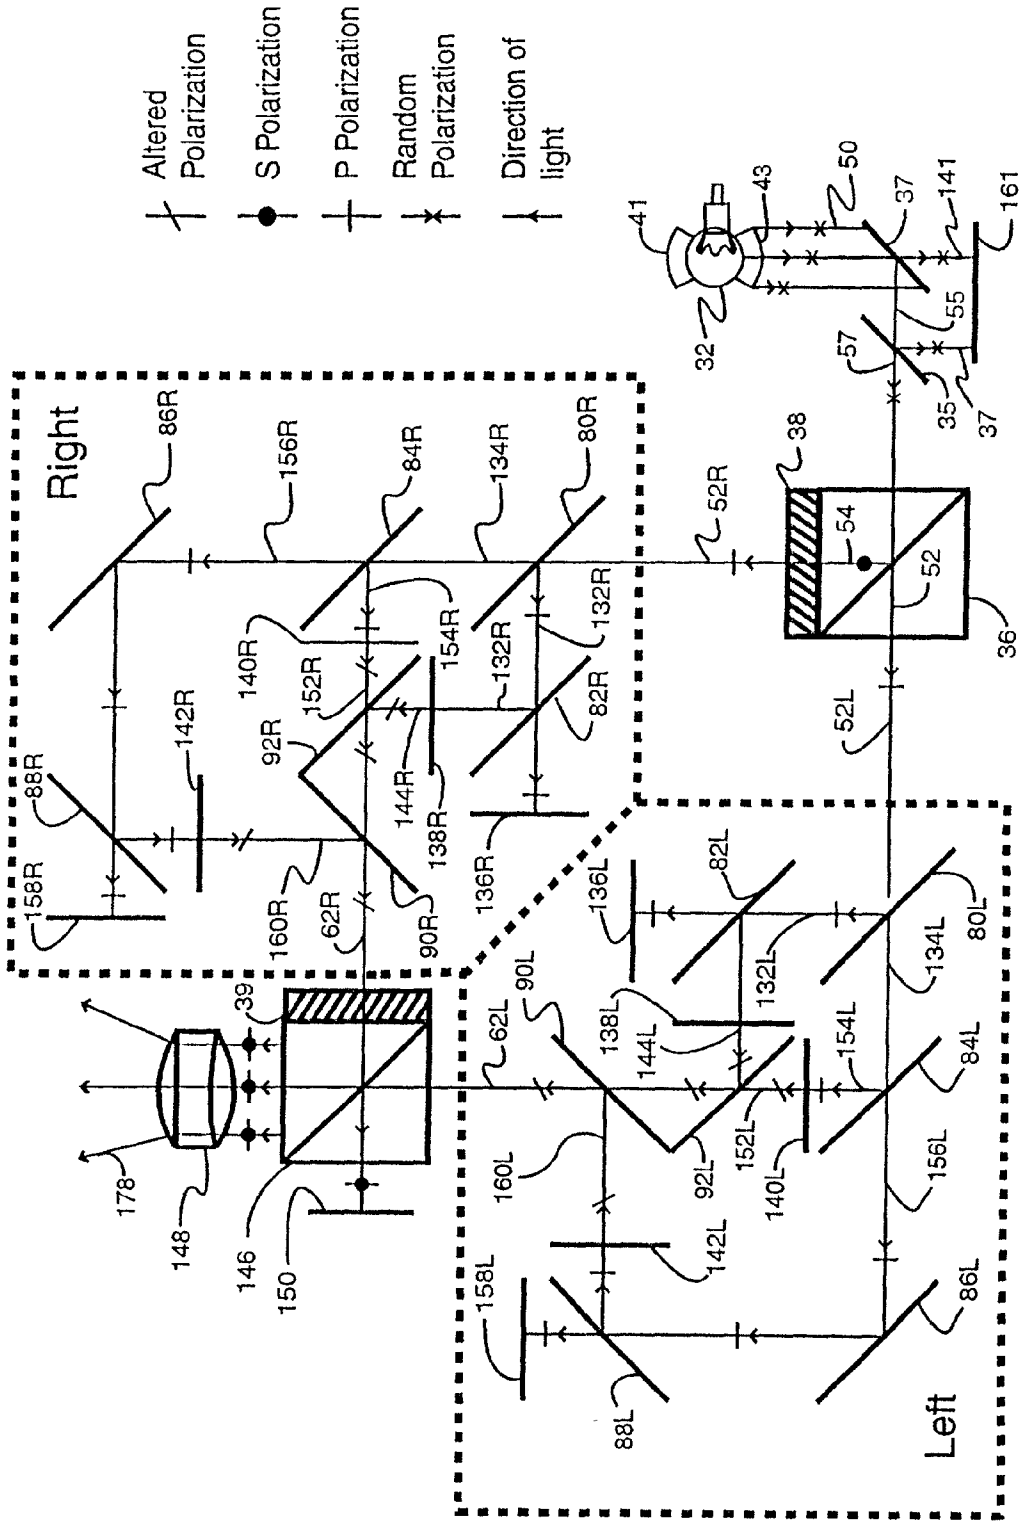 Altered
Polarization
S Polarization
P Polarization
Random
Polarization
Direction of
light
Right
86R
156R
84R
134R
80R
52R
38
54
52
36
52L
88R
142R
158R
140R
152R
154R
132R
132R
92R
144R
138R
82R
160R
62R
90R
136R
41
43
50
37
141
161
32
57
55
35
37
39
178
148
146
150
62L
90L
138L
136L
82L
144L
132L
80L
134L
154L
84L
160L
92L
152L
140L
156L
142L
158L
88L
86L
Left